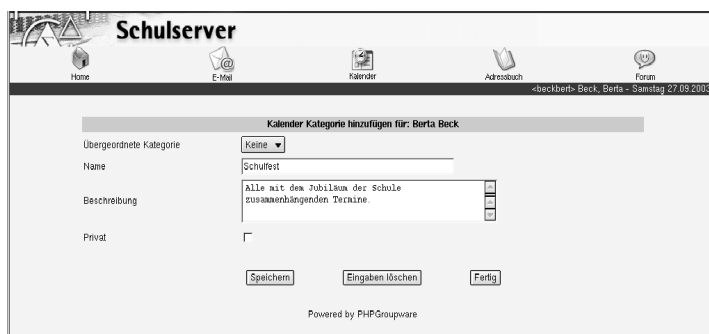 Schulserver
Home E-Mail Kalender Adressbuch Forum
<beckbert> Beck, Berta - Samstag 27.09.2003
Kalender Kategorie hinzufügen für: Berta Beck
Übergeordnete Kategorie Keine
Name Schulfest
Beschreibung Alle mit dem Jubiläum der Schule
zusammenhängenden Termine.
Privat
Speichern Eingaben löschen Fertig
Powered by PHPGroupware